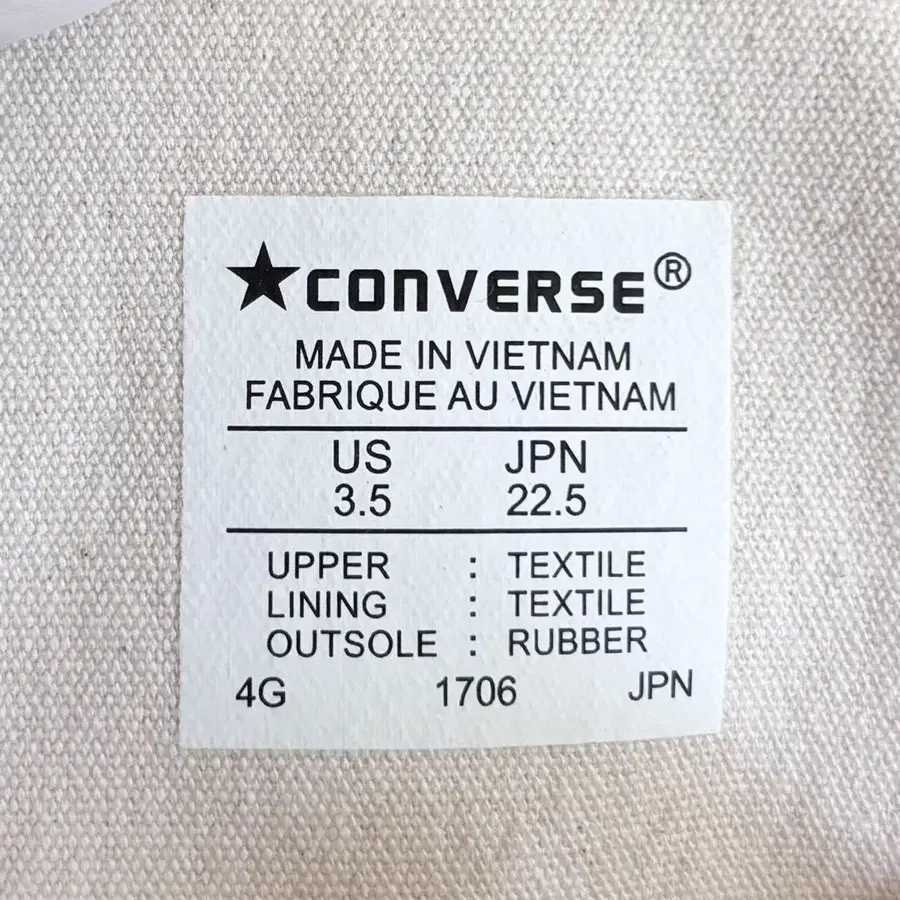 ★CONVERSE®
MADE IN VIETNAM
FABRIQUE AU VIETNAM
US JPN
3.5 22.5
UPPER : TEXTILE
LINING : TEXTILE
OUTSOLE : RUBBER
4G 1706 JPN